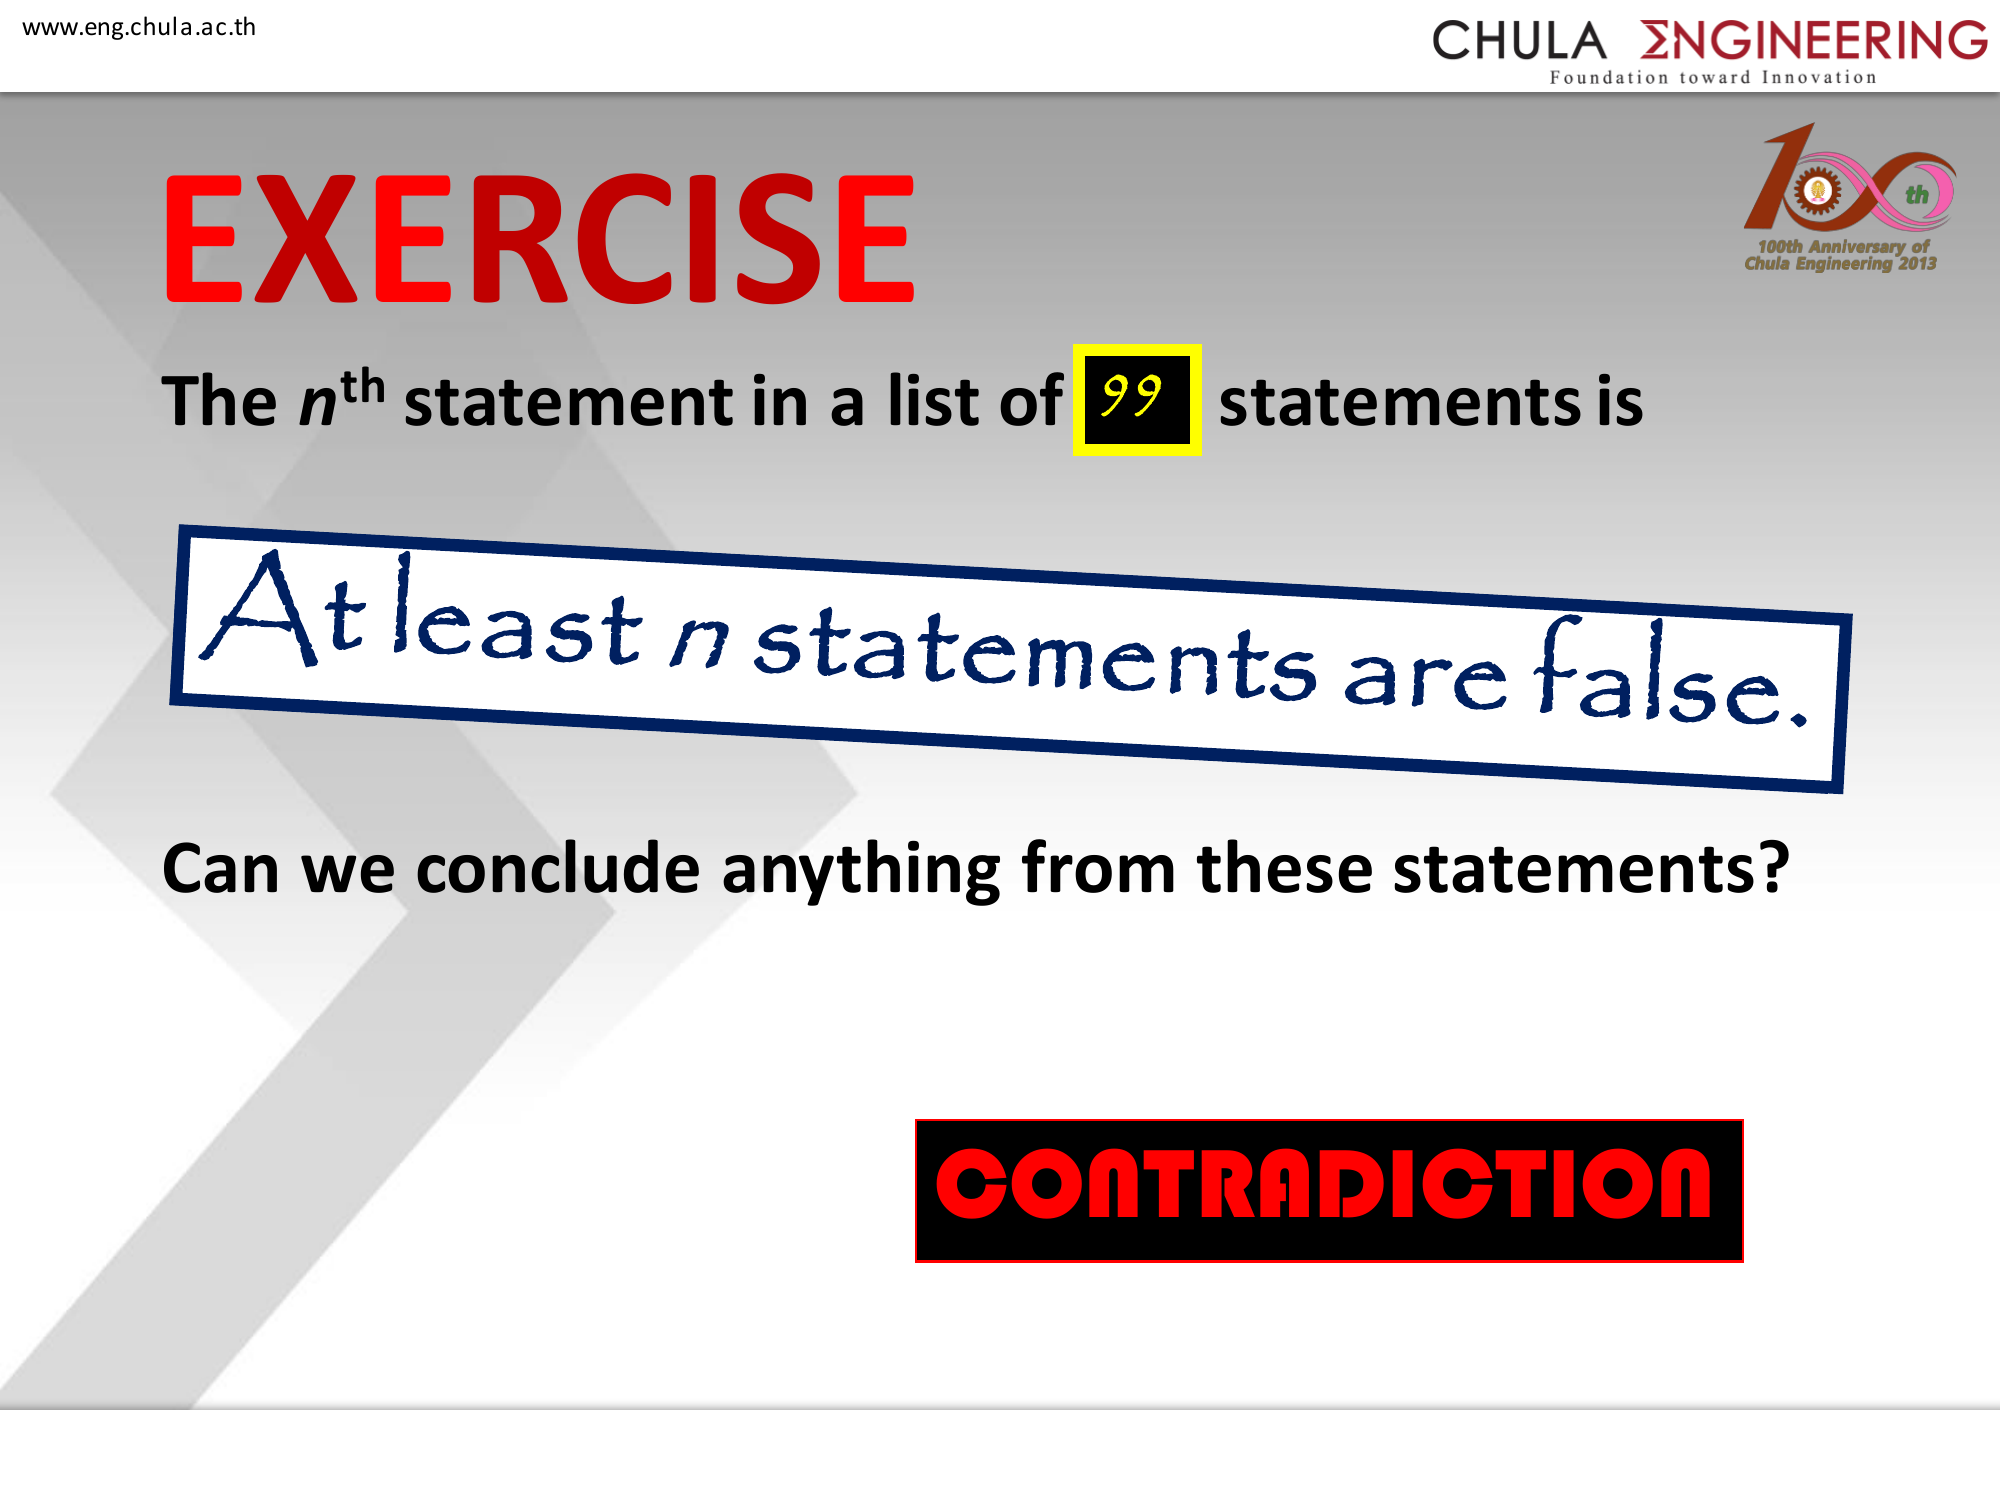 www.eng.chula.ac.th
CHULA ΣNGINEERING
Foundation toward Innovation
100th
100th Anniversary of
Chula Engineering 2013
EXERCISE
The nth statement in a list of 99 statements is
At least n statements are false.
Can we conclude anything from these statements?
CONTRADICTION